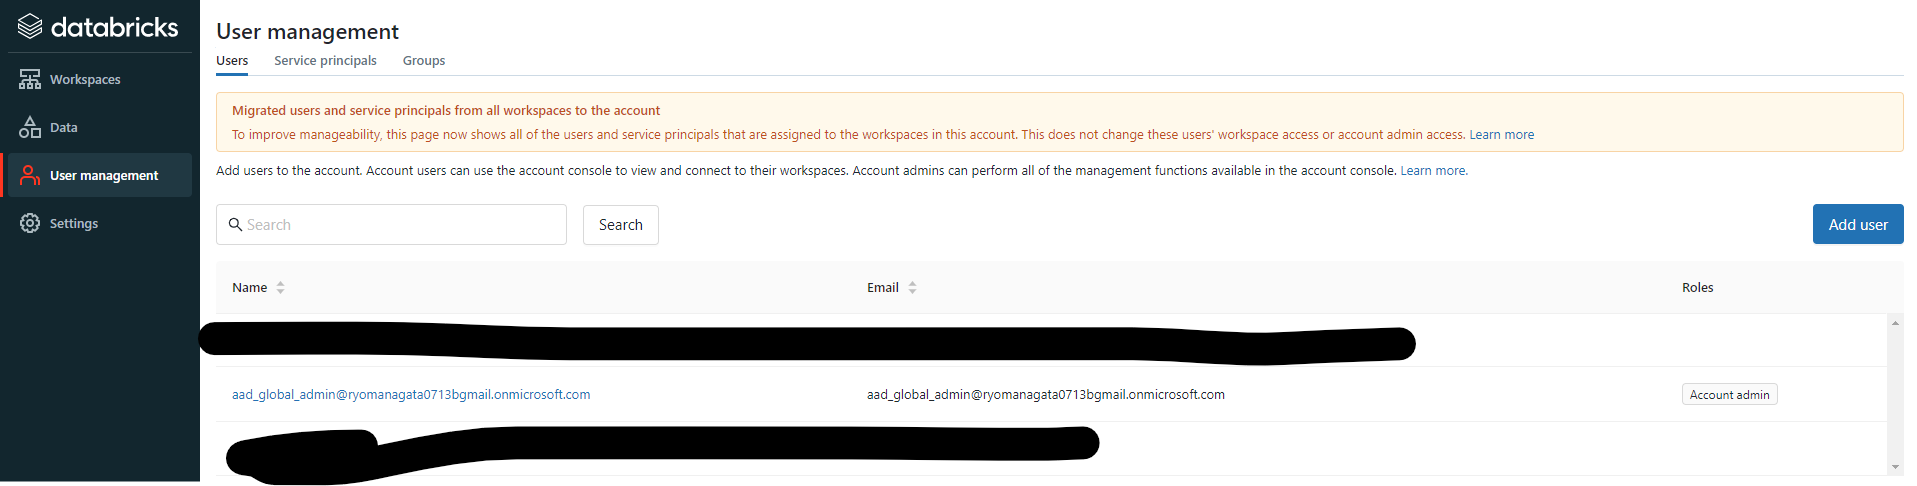 databricks
Workspaces
Data
User management
Settings
User management
Users Service principals Groups
Migrated users and service principals from all workspaces to the account
To improve manageability, this page now shows all of the users and service principals that are assigned to the workspaces in this account. This does not change these users' workspace access or account admin access. Learn more
Add users to the account. Account users can use the account console to view and connect to their workspaces. Account admins can perform all of the management functions available in the account console. Learn more.
Search Search Add user
Name Email Roles
aad_global_admin@ryomanagata0713bgmail.onmicrosoft.com aad_global_admin@ryomanagata0713bgmail.onmicrosoft.com Account admin